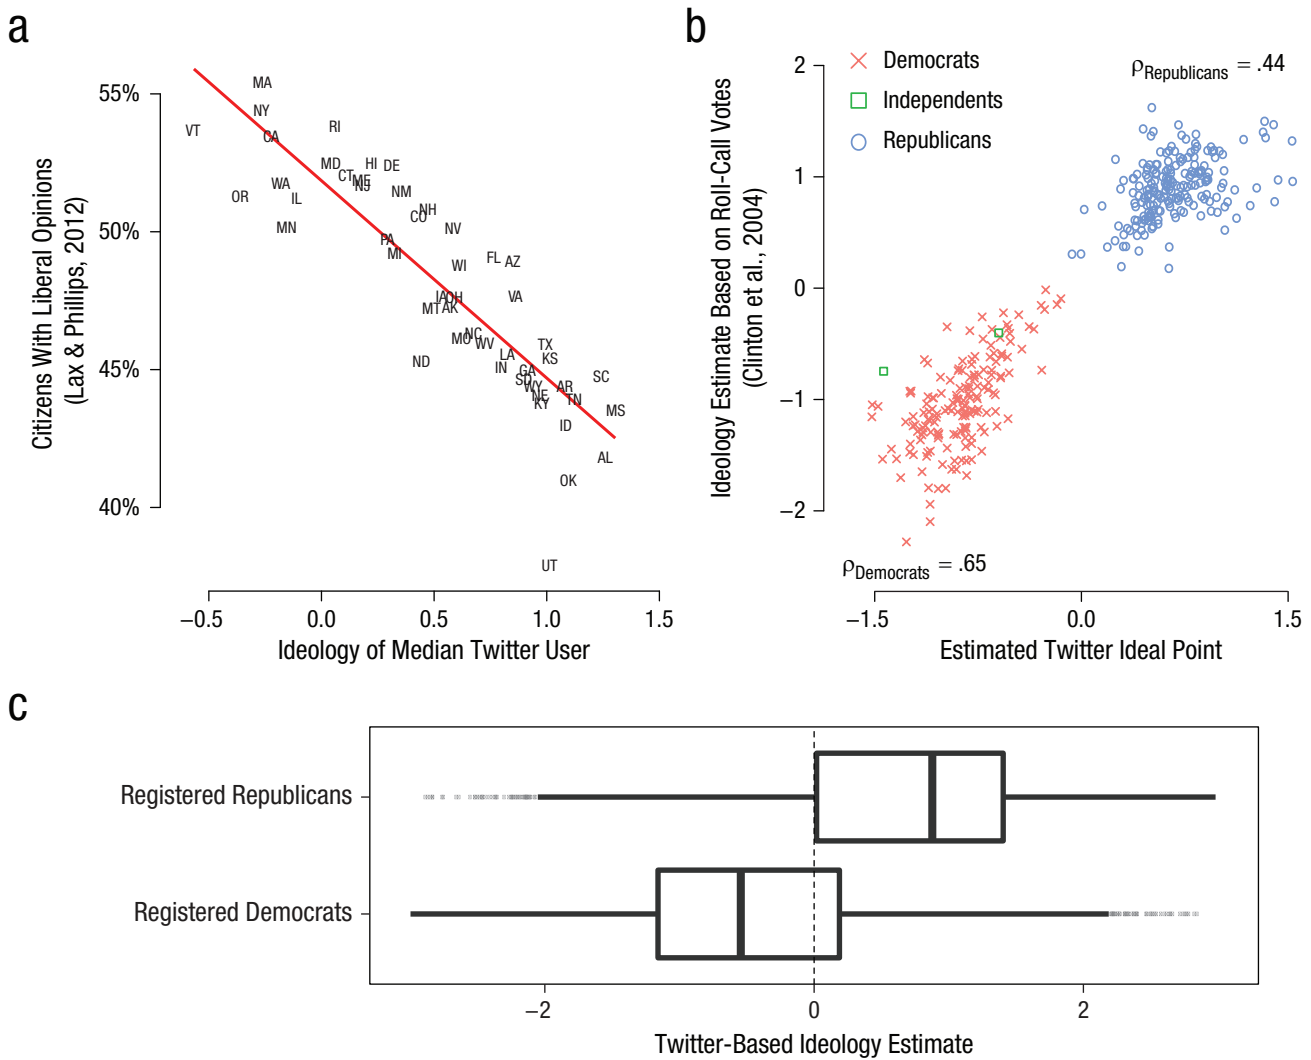 a
Citizens With Liberal Opinions
(Lax & Phillips, 2012)
55%
50%
45%
40%
MA
NY
VT
CA
RI
MD
HI
DE
CT
ME
NJ
WA
OR
IL
NM
MN
NH
CO
NV
PA
MI
FL
AZ
WI
IA
OH
VA
MT
AK
NC
MO
WV
TX
LA
KS
ND
IN
GA
SC
SD
WY
AR
NE
TN
KY
MS
ID
AL
OK
UT
−0.5
0.0
0.5
1.0
1.5
Ideology of Median Twitter User
b
Ideology Estimate Based on Roll-Call Votes
(Clinton et al., 2004)
2
1
0
−1
−2
Democrats
Independents
Republicans
ρRepublicans = .44
ρDemocrats = .65
−1.5
0.0
1.5
Estimated Twitter Ideal Point
c
Registered Republicans
Registered Democrats
−2
0
2
Twitter-Based Ideology Estimate